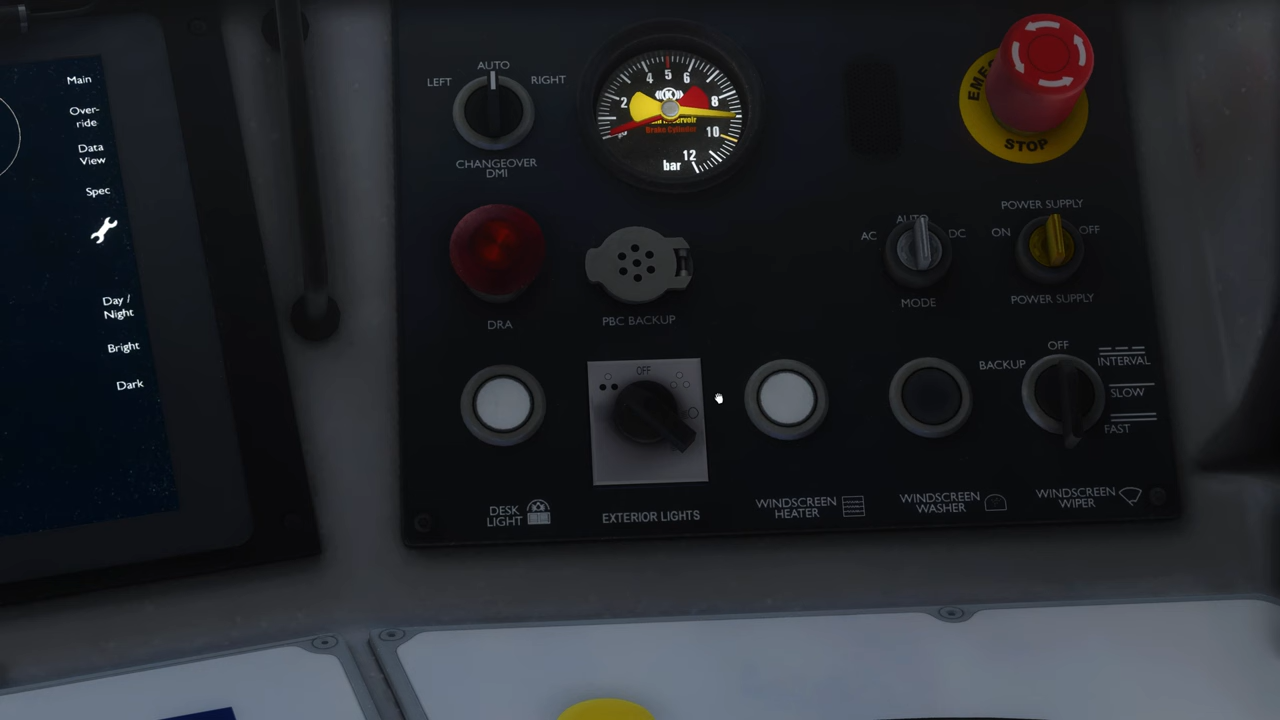 Main
Over-
ride
Data
View
Spec
Day /
Night
Bright
Dark
LEFT
AUTO
RIGHT
CHANGEOVER
DMI
2
4
5
6
8
10
12
bar
Brake Cylinder
STOP
DRA
PBC BACKUP
AC
AUTO
DC
MODE
POWER SUPPLY
ON
OFF
POWER SUPPLY
DESK
LIGHT
OFF
EXTERIOR LIGHTS
WINDSCREEN
HEATER
WINDSCREEN
WASHER
BACKUP
OFF
INTERVAL
SLOW
FAST
WINDSCREEN
WIPER